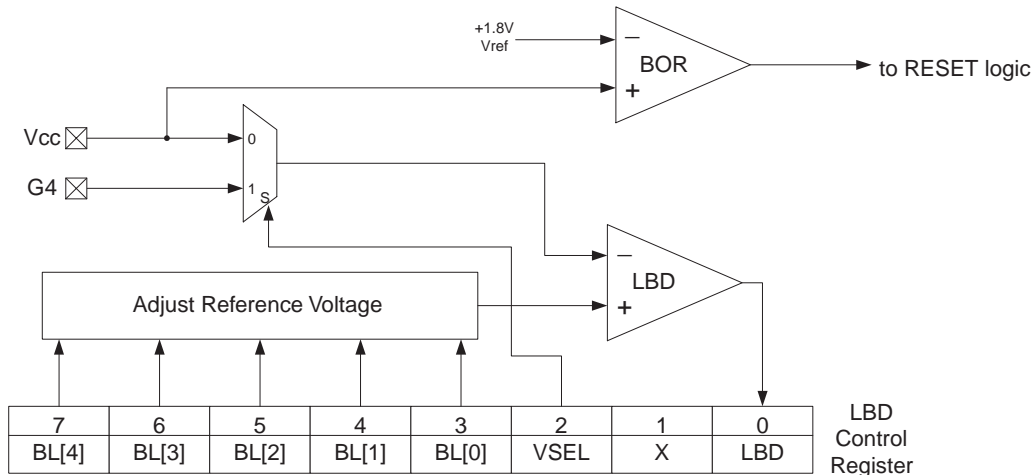 +1.8V
Vref
−
BOR
+
to RESET logic
Vcc
0
G4
1
S
−
LBD
+
Adjust Reference Voltage
7 6 5 4 3 2 1 0
BL[4] BL[3] BL[2] BL[1] BL[0] VSEL X LBD
LBD
Control
Register